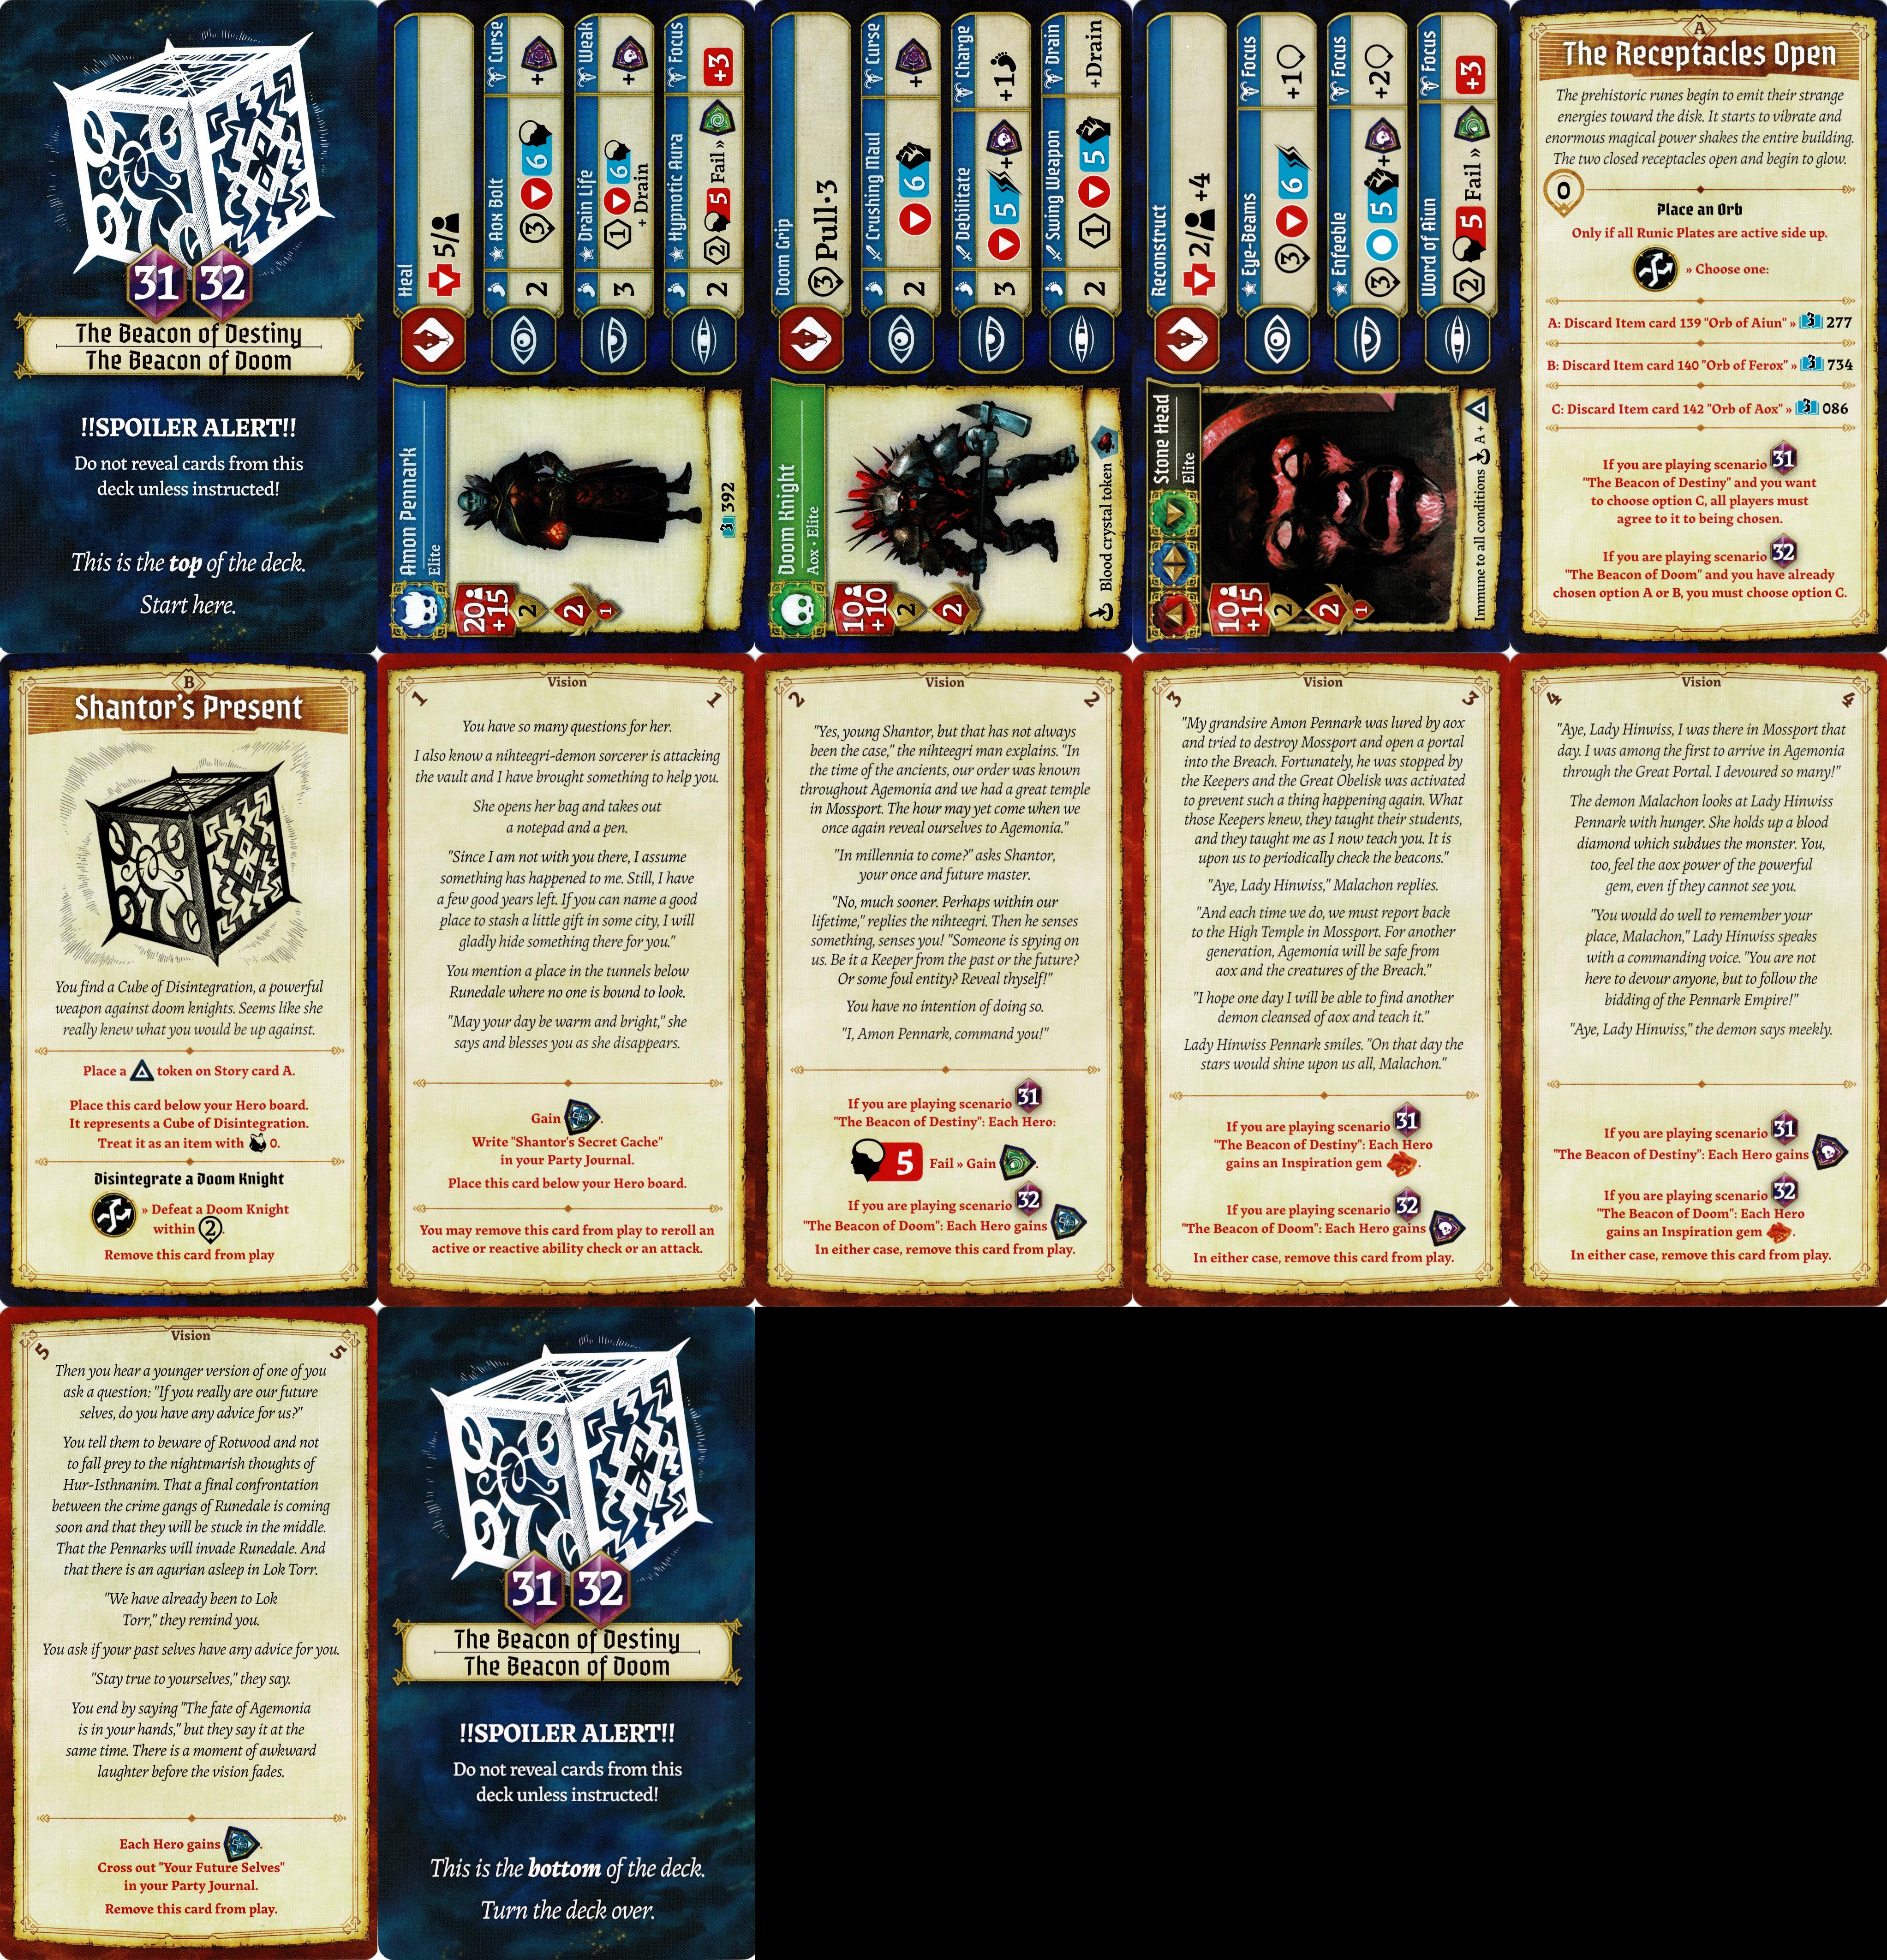 The Beacon of Destiny
The Beacon of Doom
31
32
!!SPOILER ALERT!!
Do not reveal cards from this
deck unless instructed!
This is the top of the deck.
Start here.
Amon Pennark
Elite
20
+15
2
2
1
392
Heal
5/
Aox Bolt
Curse
2
3
6
+
Drain Life
Weak
3
1
6
+ Drain
+
Hypnotic Aura
Focus
2
2
5 Fail »
+3
Doom Knight
Aox • Elite
10
+10
2
2
Blood crystal token
Doom Grip
3 Pull·3
Crushing Maul
Curse
2
6
+
Debilitate
Charge
3
5 +
+1
Swing Weapon
Drain
2
1
5
+Drain
Stone Head
Elite
10
+15
2
2
1
Immune to all conditions A +
Reconstruct
2/ +4
Eye-Beams
Focus
3
6
+1
Enfeeble
Focus
3
5 +
+2
Word of Aiun
Focus
2
5 Fail »
+3
A
The Receptacles Open
The prehistoric runes begin to emit their strange
energies toward the disk. It starts to vibrate and
enormous magical power shakes the entire building.
The two closed receptacles open and begin to glow.
0
Place an Orb
Only if all Runic Plates are active side up.
» Choose one:
A: Discard Item card 139 "Orb of Aiun" » 3 277
B: Discard Item card 140 "Orb of Ferox" » 3 734
C: Discard Item card 142 "Orb of Aox" » 3 086
If you are playing scenario 31
"The Beacon of Destiny" and you want
to choose option C, all players must
agree to it to being chosen.
If you are playing scenario 32
"The Beacon of Doom" and you have already
chosen option A or B, you must choose option C.
B
Shantor's Present
You find a Cube of Disintegration, a powerful
weapon against doom knights. Seems like she
really knew what you would be up against.
Place a token on Story card A.
Place this card below your Hero board.
It represents a Cube of Disintegration.
Treat it as an item with 0.
Disintegrate a Doom Knight
» Defeat a Doom Knight
within 2.
Remove this card from play
1
Vision
1
You have so many questions for her.
I also know a nihteegri-demon sorcerer is attacking
the vault and I have brought something to help you.
She opens her bag and takes out
a notepad and a pen.
"Since I am not with you there, I assume
something has happened to me. Still, I have
a few good years left. If you can name a good
place to stash a little gift in some city, I will
gladly hide something there for you."
You mention a place in the tunnels below
Runedale where no one is bound to look.
"May your day be warm and bright," she
says and blesses you as she disappears.
Gain .
Write "Shantor's Secret Cache"
in your Party Journal.
Place this card below your Hero board.
You may remove this card from play to reroll an
active or reactive ability check or an attack.
2
Vision
2
"Yes, young Shantor, but that has not always
been the case," the nihteegri man explains. "In
the time of the ancients, our order was known
throughout Agemonia and we had a great temple
in Mossport. The hour may yet come when we
once again reveal ourselves to Agemonia."
"In millennia to come?" asks Shantor,
your once and future master.
"No, much sooner. Perhaps within our
lifetime," replies the nihteegri. Then he senses
something, senses you! "Someone is spying on
us. Be it a Keeper from the past or the future?
Or some foul entity? Reveal thyself!"
You have no intention of doing so.
"I, Amon Pennark, command you!"
If you are playing scenario 31
"The Beacon of Destiny": Each Hero:
5 Fail » Gain .
If you are playing scenario 32
"The Beacon of Doom": Each Hero gains .
In either case, remove this card from play.
3
Vision
3
"My grandsire Amon Pennark was lured by aox
and tried to destroy Mossport and open a portal
into the Breach. Fortunately, he was stopped by
the Keepers and the Great Obelisk was activated
to prevent such a thing happening again. What
those Keepers knew, they taught their students,
and they taught me as I now teach you. It is
upon us to periodically check the beacons."
"Aye, Lady Hinwiss," Malachon replies.
"And each time we do, we must report back
to the High Temple in Mossport. For another
generation, Agemonia will be safe from
aox and the creatures of the Breach."
"I hope one day I will be able to find another
demon cleansed of aox and teach it."
Lady Hinwiss Pennark smiles. "On that day the
stars would shine upon us all, Malachon."
If you are playing scenario 31
"The Beacon of Destiny": Each Hero
gains an Inspiration gem .
If you are playing scenario 32
"The Beacon of Doom": Each Hero gains .
In either case, remove this card from play.
4
Vision
4
"Aye, Lady Hinwiss, I was there in Mossport that
day. I was among the first to arrive in Agemonia
through the Great Portal. I devoured so many!"
The demon Malachon looks at Lady Hinwiss
Pennark with hunger. She holds up a blood
diamond which subdues the monster. You,
too, feel the aox power of the powerful
gem, even if they cannot see you.
"You would do well to remember your
place, Malachon," Lady Hinwiss speaks
with a commanding voice. "You are not
here to devour anyone, but to follow the
bidding of the Pennark Empire!"
"Aye, Lady Hinwiss," the demon says meekly.
If you are playing scenario 31
"The Beacon of Destiny": Each Hero gains .
If you are playing scenario 32
"The Beacon of Doom": Each Hero
gains an Inspiration gem .
In either case, remove this card from play.
5
Vision
5
Then you hear a younger version of one of you
ask a question: "If you really are our future
selves, do you have any advice for us?"
You tell them to beware of Rotwood and not
to fall prey to the nightmarish thoughts of
Hur-Isthnanim. That a final confrontation
between the crime gangs of Runedale is coming
soon and that they will be stuck in the middle.
That the Pennarks will invade Runedale. And
that there is an aqurian asleep in Lok Torr.
"We have already been to Lok
Torr," they remind you.
You ask if your past selves have any advice for you.
"Stay true to yourselves," they say.
You end by saying "The fate of Agemonia
is in your hands," but they say it at the
same time. There is a moment of awkward
laughter before the vision fades.
Each Hero gains .
Cross out "Your Future Selves"
in your Party Journal.
Remove this card from play.
The Beacon of Destiny
The Beacon of Doom
31
32
!!SPOILER ALERT!!
Do not reveal cards from this
deck unless instructed!
This is the bottom of the deck.
Turn the deck over.